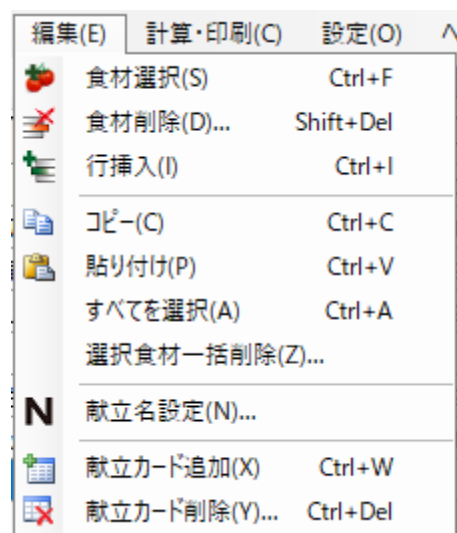 編集(E) 計算・印刷(C) 設定(O) ヘ
食材選択(S) Ctrl+F
食材削除(D)... Shift+Del
行挿入(I) Ctrl+I
コピー(C) Ctrl+C
貼り付け(P) Ctrl+V
すべてを選択(A) Ctrl+A
選択食材一括削除(Z)...
N 献立名設定(N)...
献立カード追加(X) Ctrl+W
献立カード削除(Y)... Ctrl+Del